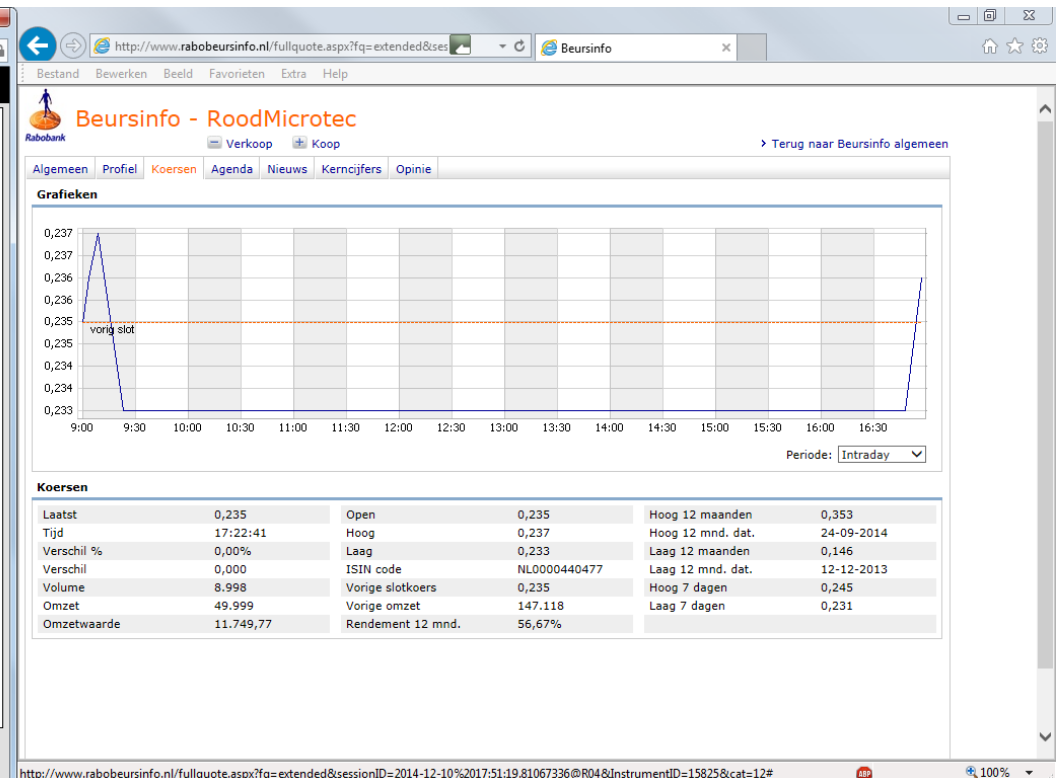 http://www.rabobeursinfo.nl/fullquote.aspx?fq=extended&ses
Beursinfo
Bestand Bewerken Beeld Favorieten Extra Help
Rabobank
Beursinfo - RoodMicrotec
Verkoop Koop
Terug naar Beursinfo algemeen
Algemeen Profiel Koersen Agenda Nieuws Kerncijfers Opinie
Grafieken
0,237
0,237
0,236
0,236
0,235
vorig slot
0,235
0,234
0,234
0,233
9:00 9:30 10:00 10:30 11:00 11:30 12:00 12:30 13:00 13:30 14:00 14:30 15:00 15:30 16:00 16:30
Periode: Intraday
Koersen
Laatst 0,235 Open 0,235 Hoog 12 maanden 0,353
Tijd 17:22:41 Hoog 0,237 Hoog 12 mnd. dat. 24-09-2014
Verschil % 0,00% Laag 0,233 Laag 12 maanden 0,146
Verschil 0,000 ISIN code NL0000440477 Laag 12 mnd. dat. 12-12-2013
Volume 8.998 Vorige slotkoers 0,235 Hoog 7 dagen 0,245
Omzet 49.999 Vorige omzet 147.118 Laag 7 dagen 0,231
Omzetwaarde 11.749,77 Rendement 12 mnd. 56,67%
http://www.rabobeursinfo.nl/fullquote.aspx?fq=extended&sessionID=2014-12-10%2017:51:19.81067336@R04&InstrumentID=15825&cat=12#
ABP
100%